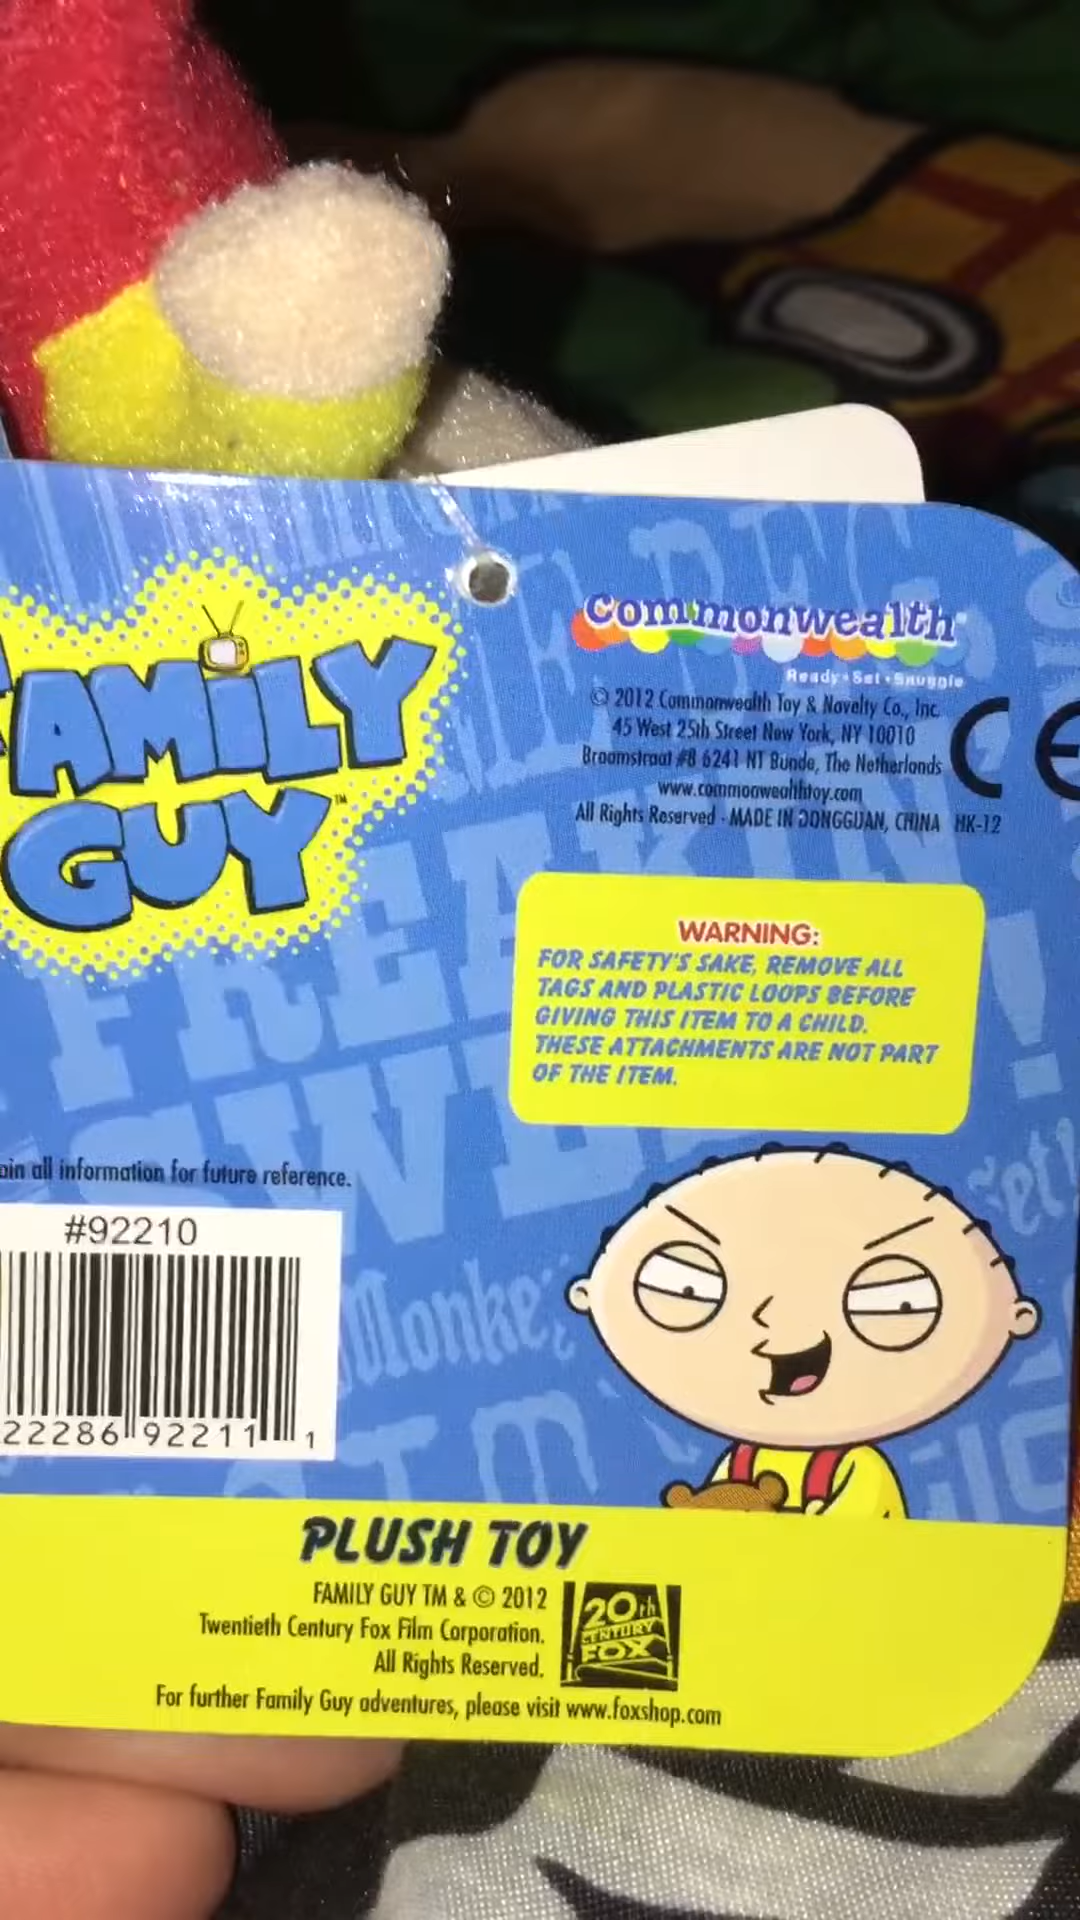 FAMILY
GUY™
commonwealth
Ready • Set • Snuggle
© 2012 Commonwealth Toy & Novelty Co., Inc.
45 West 25th Street New York, NY 10010
Braamstraat #8 6241 NT Bunde, The Netherlands
www.commonwealthtoy.com
All Rights Reserved - MADE IN DONGGUAN, CHINA HK-12
CE
WARNING:
FOR SAFETY'S SAKE, REMOVE ALL
TAGS AND PLASTIC LOOPS BEFORE
GIVING THIS ITEM TO A CHILD.
THESE ATTACHMENTS ARE NOT PART
OF THE ITEM.
FREAKIN'
all information for future reference.
#92210
22286 92211 1
PLUSH TOY
FAMILY GUY TM & © 2012
Twentieth Century Fox Film Corporation.
All Rights Reserved.
20th
CENTURY
FOX
For further Family Guy adventures, please visit www.foxshop.com